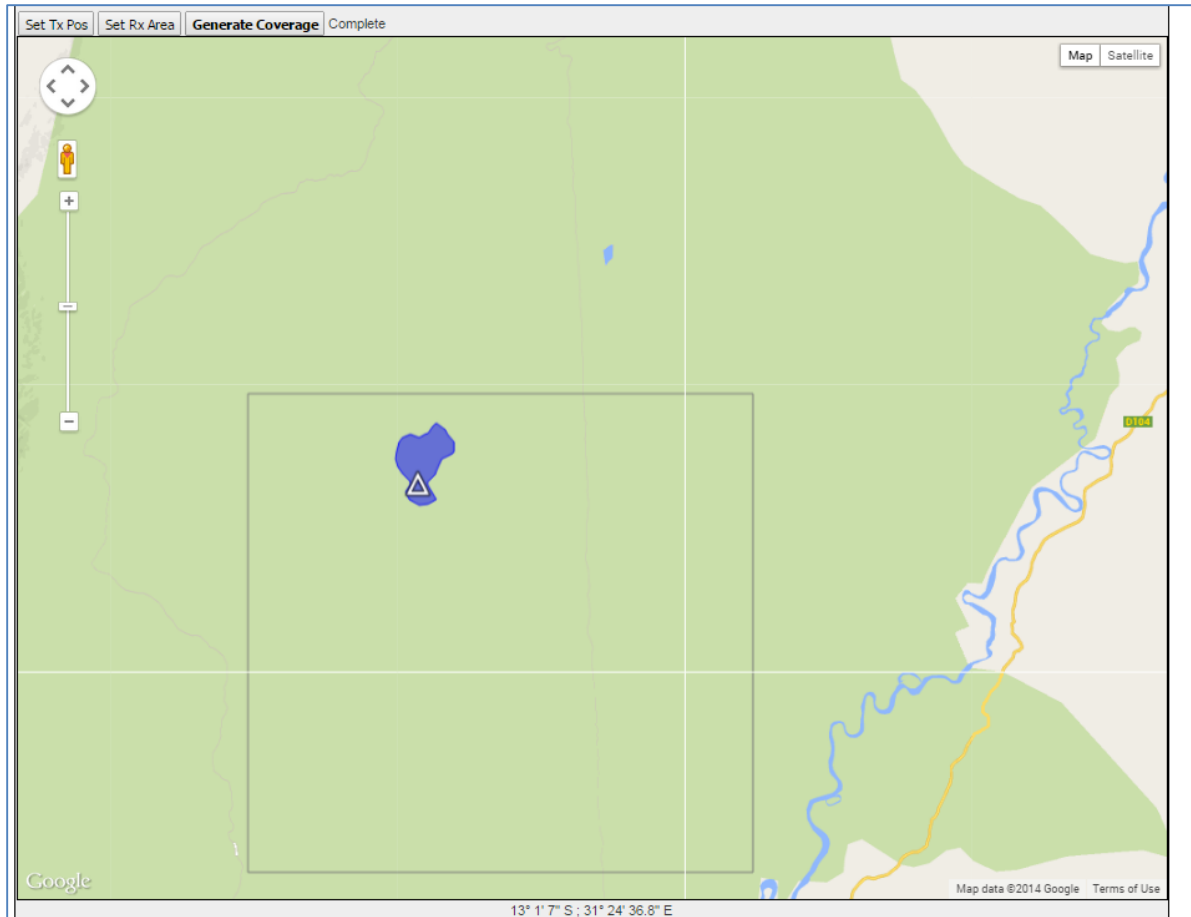 Set Tx Pos Set Rx Area Generate Coverage Complete
Map Satellite
+
−
D104
Google
Map data ©2014 Google Terms of Use
13° 1' 7" S ; 31° 24' 36.8" E